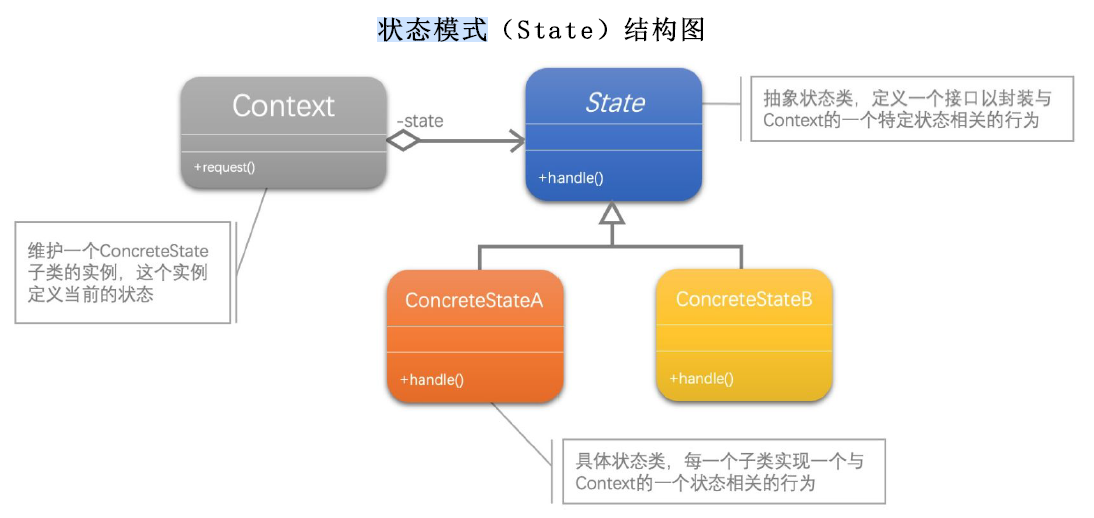 状态模式（State）结构图
Context
+request()
-state
State
+handle()
抽象状态类，定义一个接口以封装与
Context的一个特定状态相关的行为
维护一个ConcreteState
子类的实例，这个实例
定义当前的状态
ConcreteStateA
+handle()
ConcreteStateB
+handle()
具体状态类，每一个子类实现一个与
Context的一个状态相关的行为